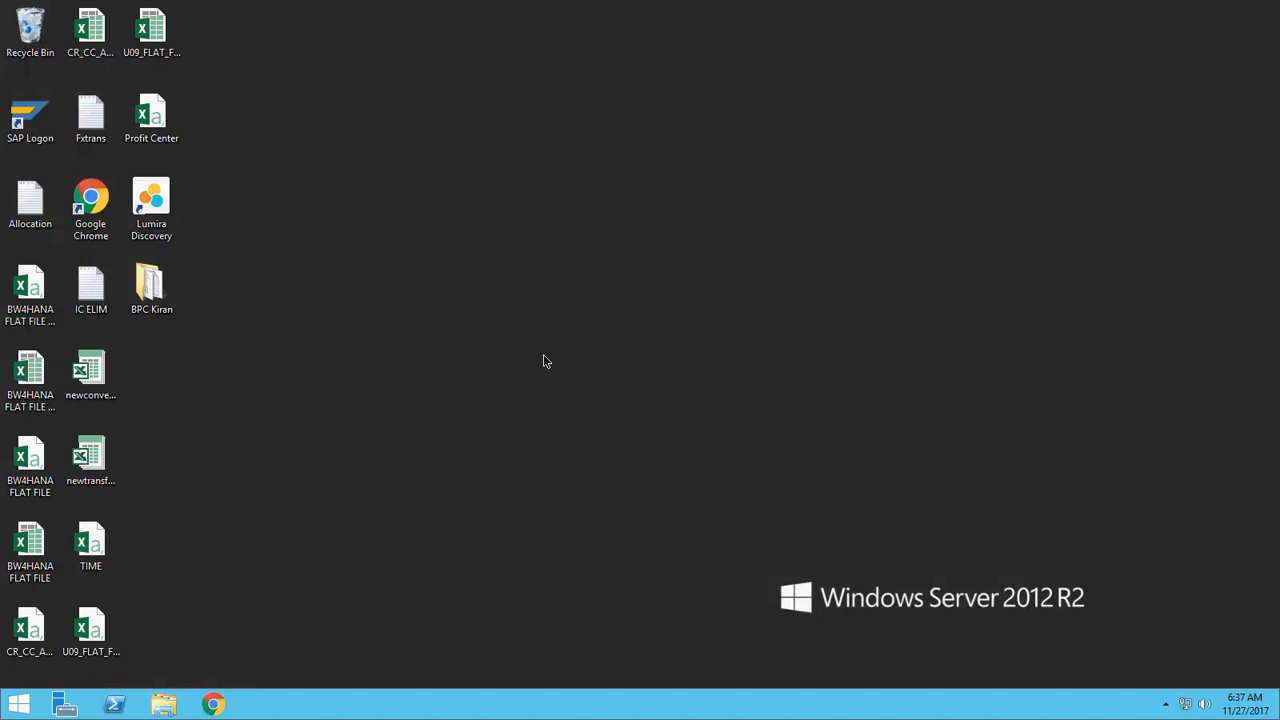 Recycle Bin
CR_CC_A...
U09_FLAT_F...
SAP Logon
Fxtrans
Profit Center
Allocation
Google
Chrome
Lumira
Discovery
BW4HANA
FLAT FILE ...
IC ELIM
BPC Kiran
BW4HANA
FLAT FILE ...
newconve...
BW4HANA
FLAT FILE
newtransf...
BW4HANA
FLAT FILE
TIME
Windows Server 2012 R2
CR_CC_A...
U09_FLAT_F...
6:37 AM
11/27/2017